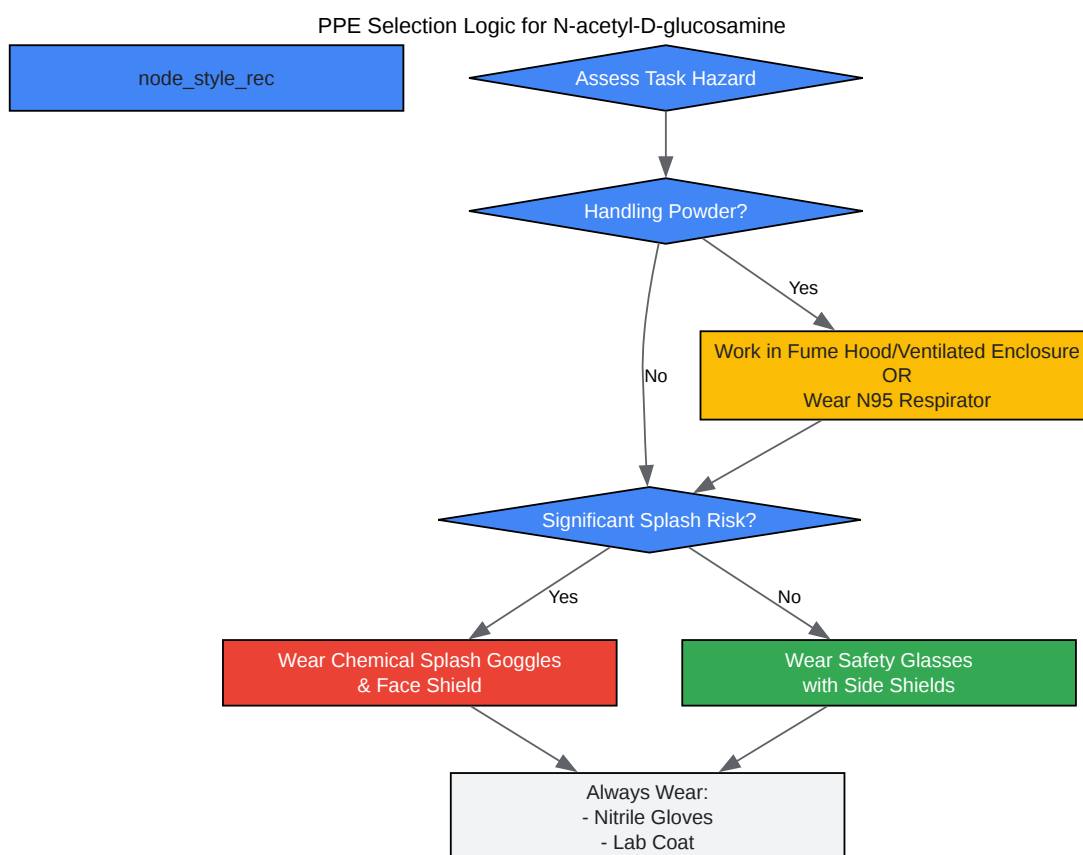 PPE Selection Logic for N-acetyl-D-glucosamine
node_style_rec
Assess Task Hazard
Handling Powder?
Yes
No
Work in Fume Hood/Ventilated Enclosure
OR
Wear N95 Respirator
Significant Splash Risk?
Yes
No
Wear Chemical Splash Goggles
& Face Shield
Wear Safety Glasses
with Side Shields
Always Wear:
- Nitrile Gloves
- Lab Coat